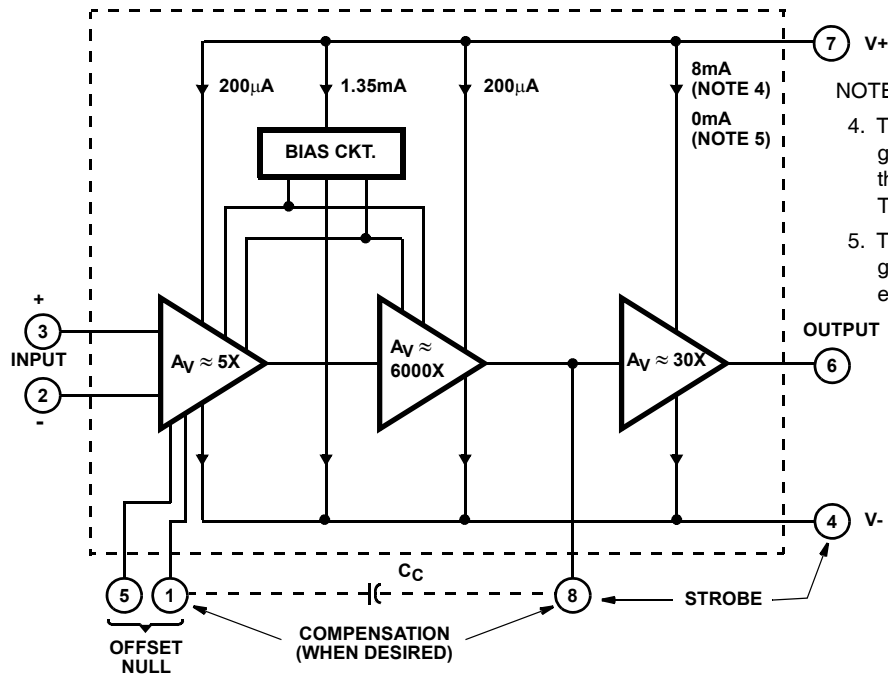 7
V+
200µA
1.35mA
200µA
8mA
(NOTE 4)
0mA
(NOTE 5)
NOTE
4. T
g
th
T
5. T
g
e
BIAS CKT.
+
3
INPUT
2
-
AV ≈ 5X
AV ≈
6000X
AV ≈ 30X
OUTPUT
6
4
V-
CC
5
1
8
STROBE
OFFSET
NULL
COMPENSATION
(WHEN DESIRED)